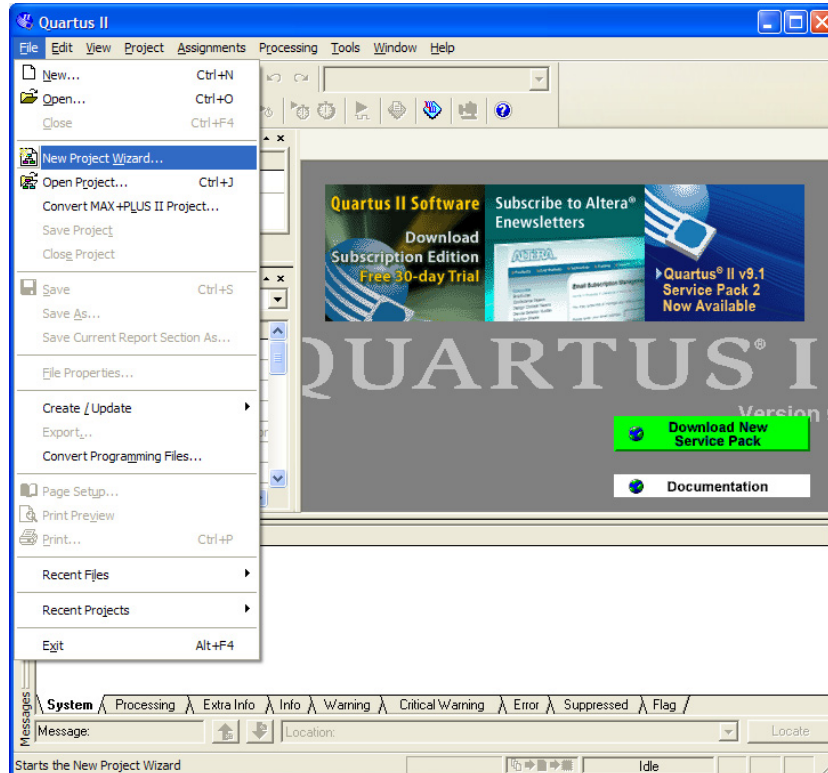 Quartus II
File Edit View Project Assignments Processing Tools Window Help
New... Ctrl+N
Open... Ctrl+O
Close Ctrl+F4
New Project Wizard...
Open Project... Ctrl+J
Convert MAX+PLUS II Project...
Save Project
Close Project
Save Ctrl+S
Save As...
Save Current Report Section As...
File Properties...
Create / Update
Export...
Convert Programming Files...
Page Setup...
Print Preview
Print... Ctrl+P
Recent Files
Recent Projects
Exit Alt+F4
Quartus II Software
Download
Subscription Edition
Free 30-day Trial
Subscribe to Altera®
Enewsletters
ALTERA
Quartus® II v9.1
Service Pack 2
Now Available
QUARTUS® I
Version
Download New
Service Pack
Documentation
Messages
System Processing Extra Info Info Warning Critical Warning Error Suppressed Flag
Message: Location: Locate
Starts the New Project Wizard Idle